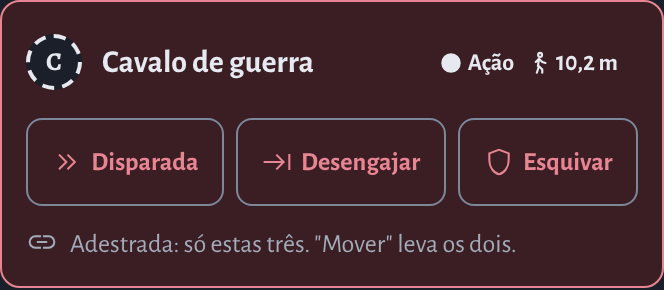 C Cavalo de guerra Ação 10,2 m
Disparada Desengajar Esquivar
Adestrada: só estas três. "Mover" leva os dois.